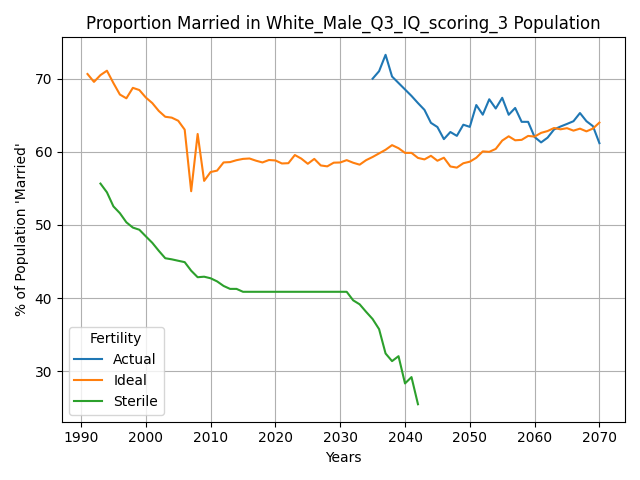 Proportion Married in White_Male_Q3_IQ_scoring_3 Population
% of Population 'Married'
70
60
50
40
30
Fertility
Actual
Ideal
Sterile
1990 2000 2010 2020 2030 2040 2050 2060 2070
Years